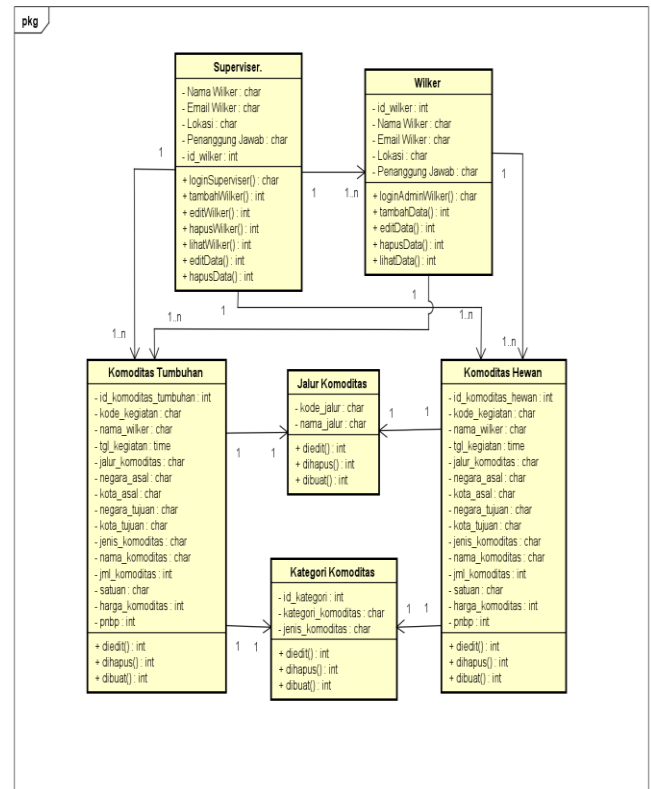 pkg
Superviser.
- Nama Wilker : char
- Email Wilker : char
- Lokasi : char
- Penanggung Jawab : char
- id_wilker : int
+ loginSuperviser() : char
+ tambahWilker() : int
+ editWilker() : int
+ hapusWilker() : int
+ lihatWilker() : int
+ editData() : int
+ hapusData() : int
Wilker
- id_wilker : int
- Nama Wilker : char
- Email Wilker : char
- Lokasi : char
- Penanggung Jawab : char
+ loginAdminWilker() : char
+ tambahData() : int
+ editData() : int
+ hapusData() : int
+ lihatData() : int
1
1
1..n
1
1
1
1..n
1..n
1..n
1..n
Komoditas Tumbuhan
- id_komoditas_tumbuhan : int
- kode_kegiatan : char
- nama_wilker : char
- tgl_kegiatan : time
- jalur_komoditas : char
- negara_asal : char
- kota_asal : char
- negara_tujuan : char
- kota_tujuan : char
- jenis_komoditas : char
- nama_komoditas : char
- jml_komoditas : int
- satuan : char
- harga_komoditas : int
- pnbp : int
+ diedit() : int
+ dihapus() : int
+ dibuat() : int
Jalur Komoditas
- kode_jalur : char
- nama_jalur : char
+ diedit() : int
+ dihapus() : int
+ dibuat() : int
1
1
1
1
Kategori Komoditas
- id_kategori : int
- kategori_komoditas : char
- jenis_komoditas : char
+ diedit() : int
+ dihapus() : int
+ dibuat() : int
1
1
1
1
Komoditas Hewan
- id_komoditas_hewan : int
- kode_kegiatan : char
- nama_wilker : char
- tgl_kegiatan : time
- jalur_komoditas : char
- negara_asal : char
- kota_asal : char
- negara_tujuan : char
- kota_tujuan : char
- jenis_komoditas : char
- nama_komoditas : char
- jml_komoditas : int
- satuan : char
- harga_komoditas : int
- pnbp : int
+ diedit() : int
+ dihapus() : int
+ dibuat() : int